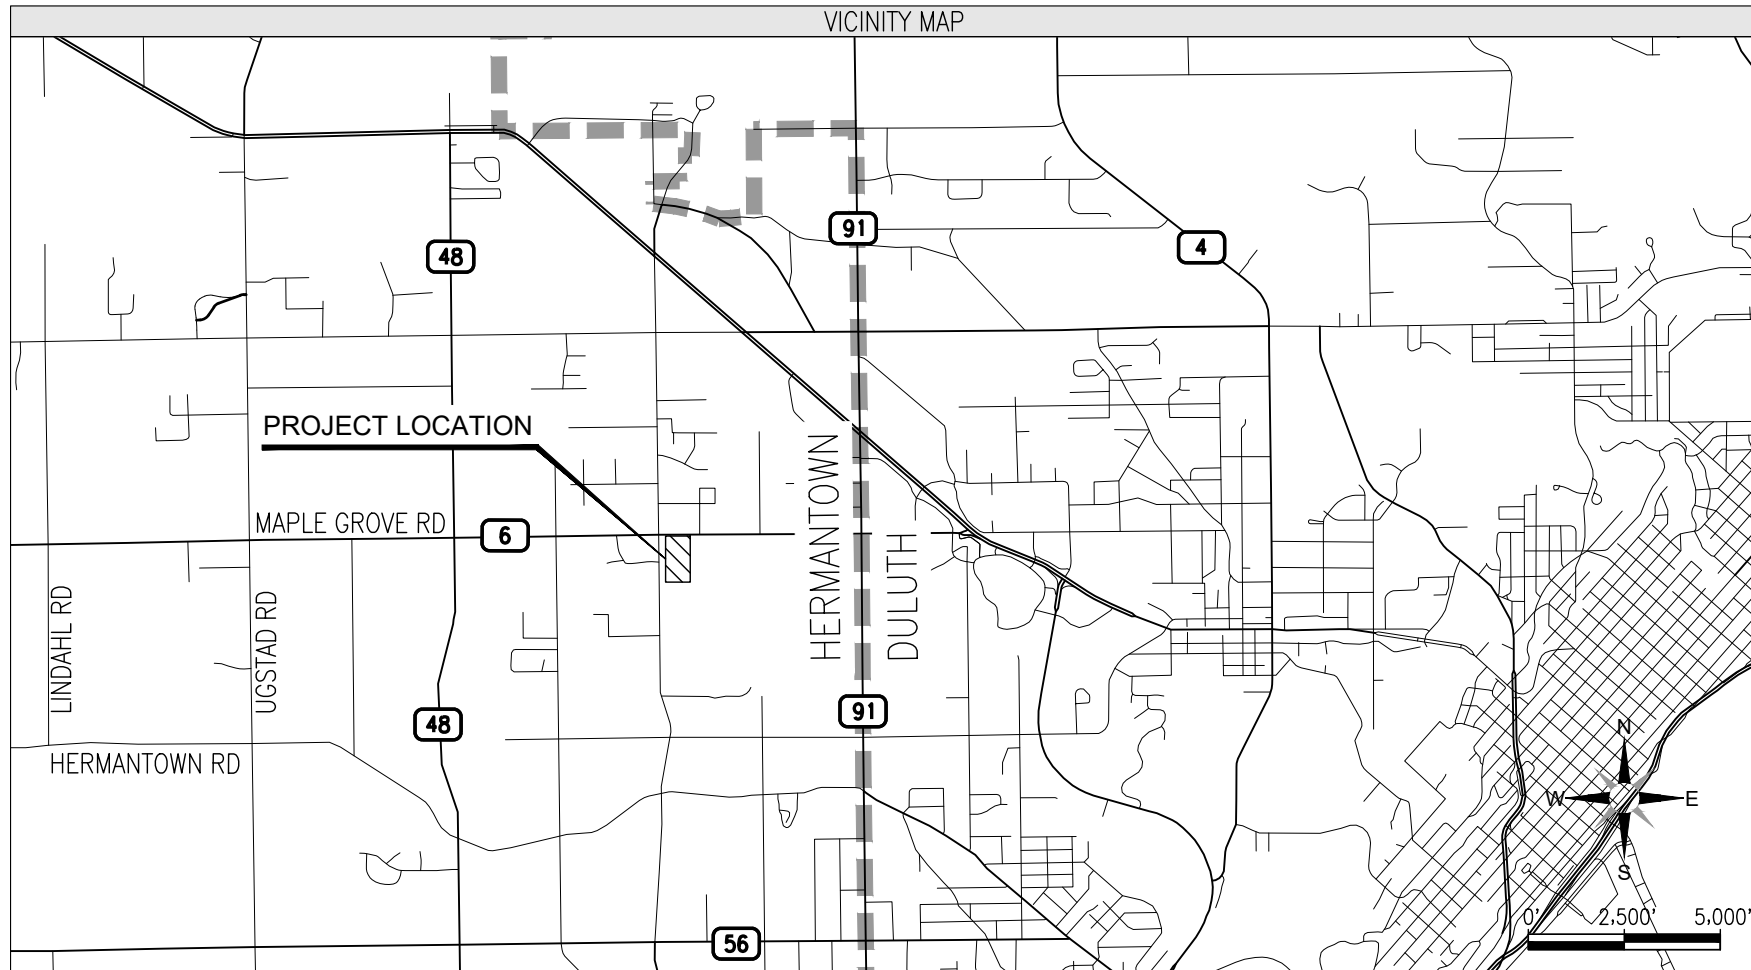 VICINITY MAP
91
4
48
PROJECT LOCATION
MAPLE GROVE RD
6
HERMANTOWN
DULUTH
LINDAHL RD
UGSTAD RD
91
48
HERMANTOWN RD
N
W
E
S
0' 2,500' 5,000'
56